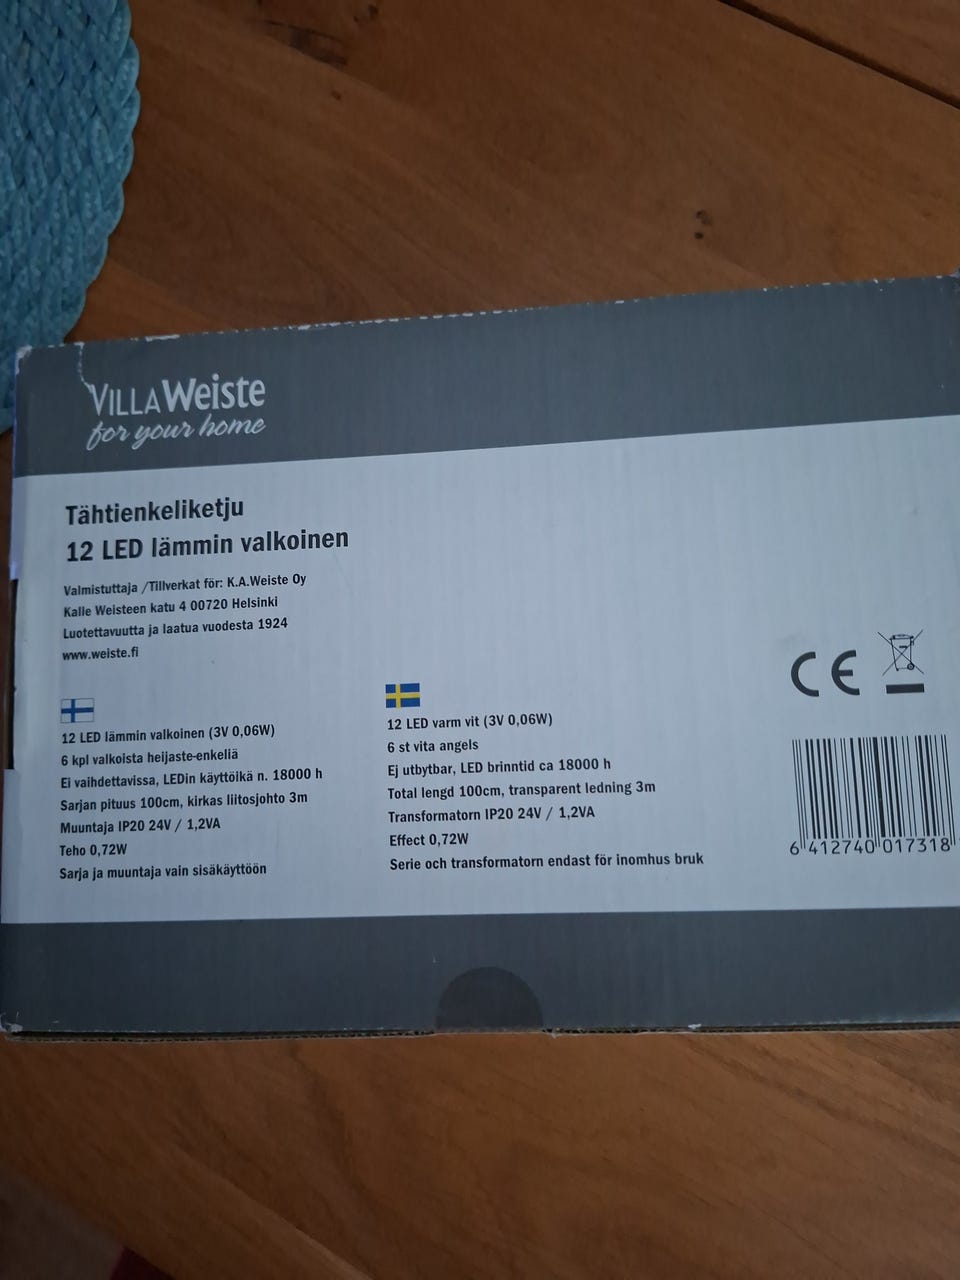 VILLA Weiste
for your home
Tähtienkeliketju
12 LED lämmin valkoinen
Valmistuttaja /Tillverkat för: K.A.Weiste Oy
Kalle Weisteen katu 4 00720 Helsinki
Luotettavuutta ja laatua vuodesta 1924
www.weiste.fi
12 LED lämmin valkoinen (3V 0,06W)
6 kpl valkoista heijaste-enkeliä
Ei vaihdettavissa, LEDin käyttöikä n. 18000 h
Sarjan pituus 100cm, kirkas liitosjohto 3m
Muuntaja IP20 24V / 1,2VA
Teho 0,72W
Sarja ja muuntaja vain sisäkäyttöön
12 LED varm vit (3V 0,06W)
6 st vita angels
Ej utbytbar, LED brinntid ca 18000 h
Total lengd 100cm, transparent ledning 3m
Transformatorn IP20 24V / 1,2VA
Effect 0,72W
Serie och transformatorn endast för inomhus bruk
CE
6 412740 017318